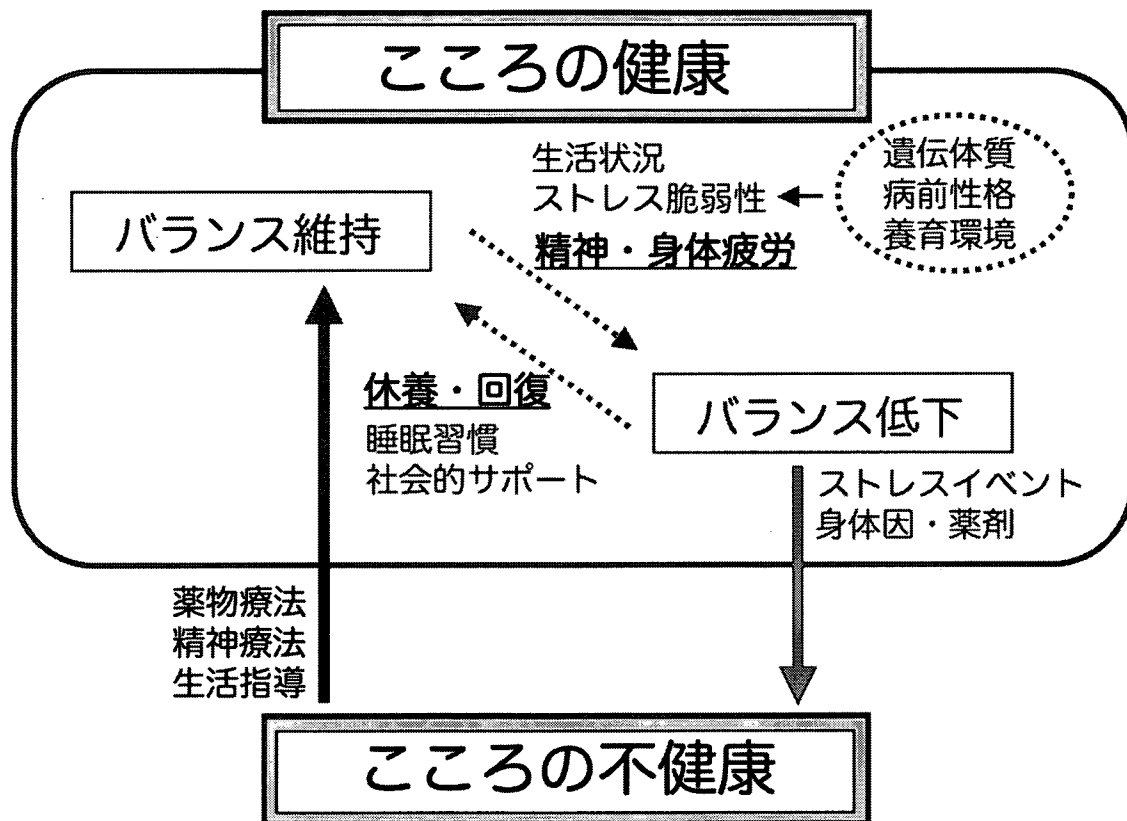 こころの健康
生活状況
ストレス脆弱性
精神・身体疲労
遺伝体質
病前性格
養育環境
バランス維持
休養・回復
睡眠習慣
社会的サポート
バランス低下
ストレスイベント
身体因・薬剤
薬物療法
精神療法
生活指導
こころの不健康